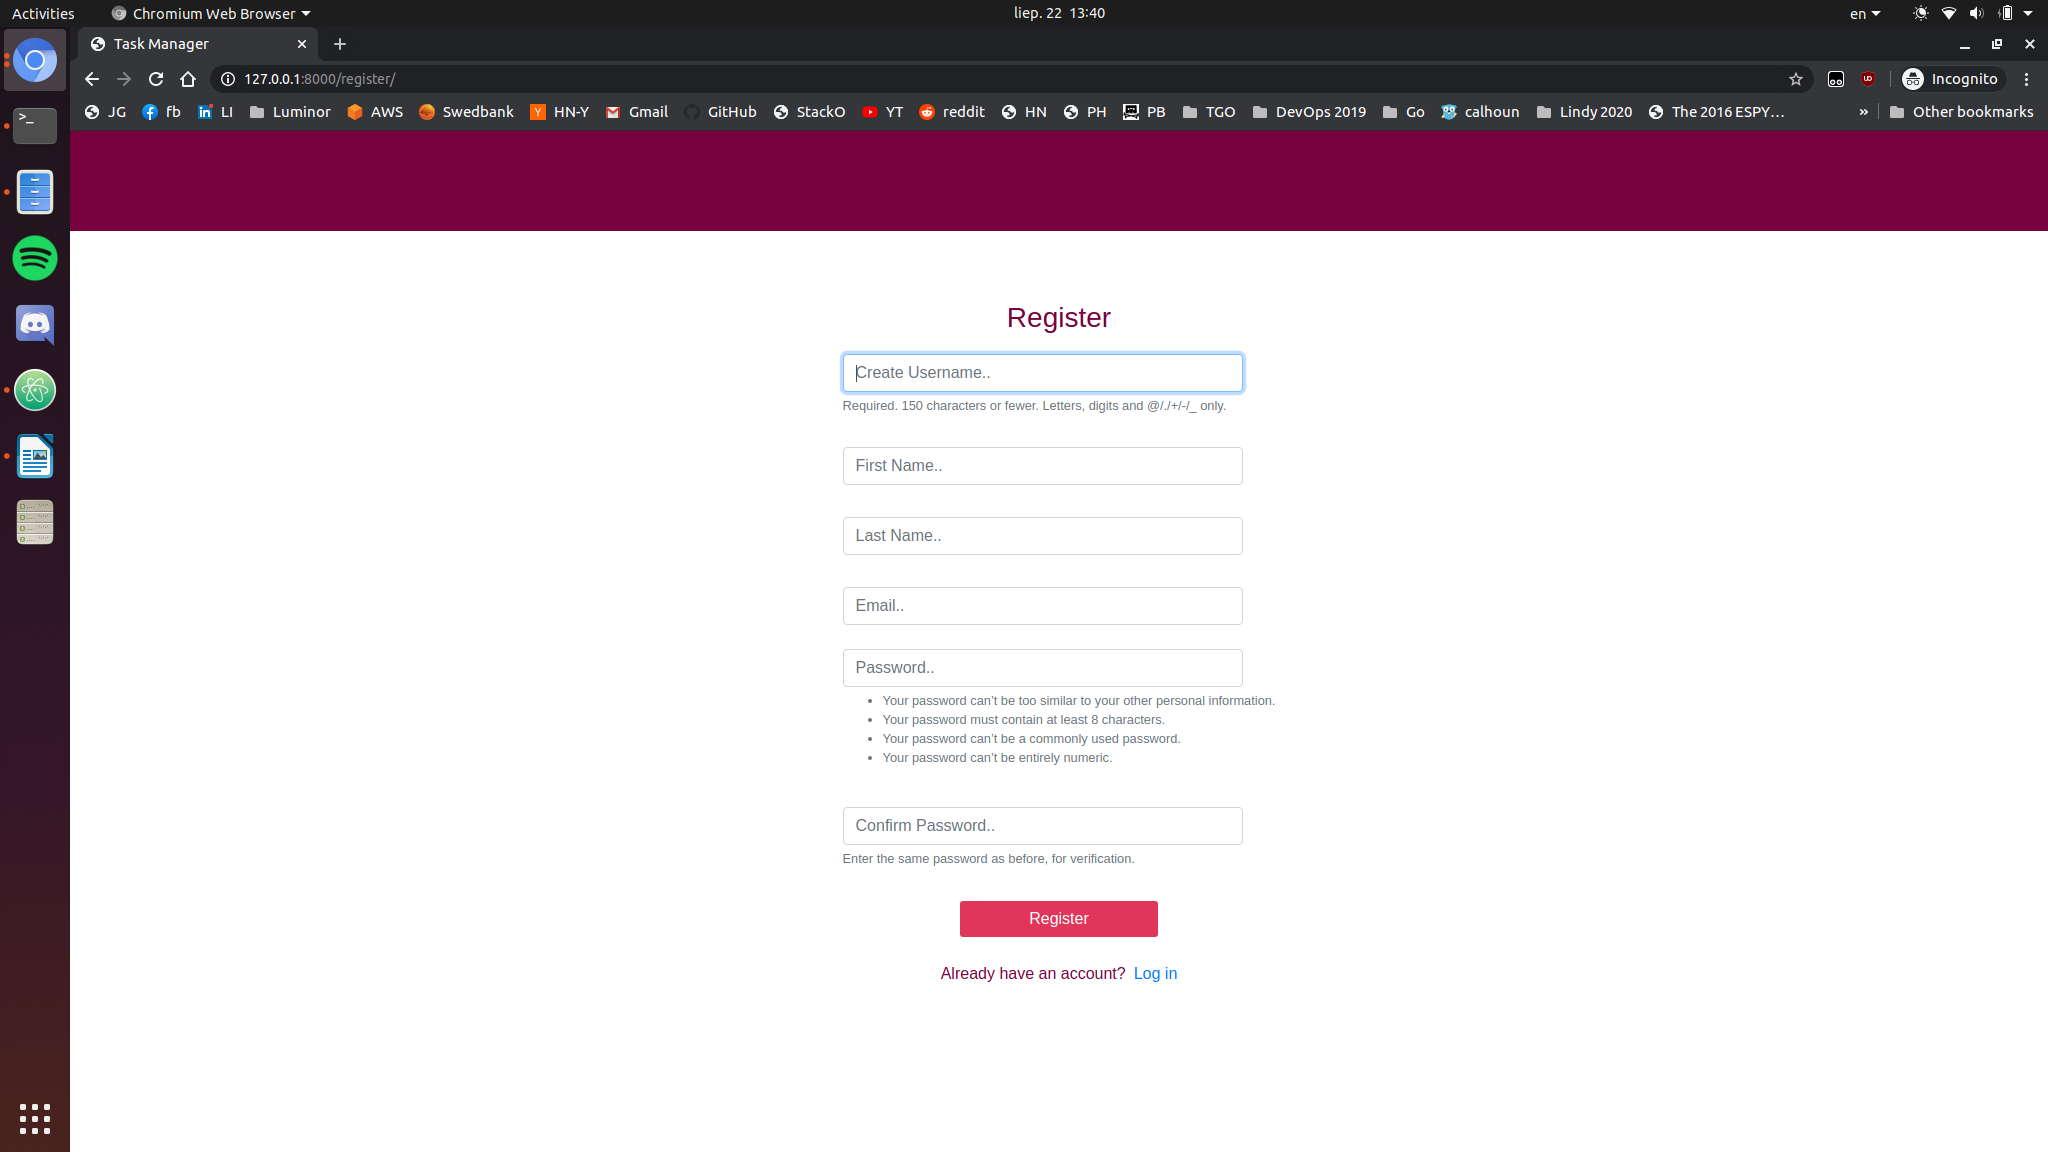 Activities Chromium Web Browser liep. 22 13:40 en
Task Manager
127.0.0.1:8000/register/ Incognito
JG fb LI Luminor AWS Swedbank HN-Y Gmail GitHub StackO YT reddit HN PH PB TGO DevOps 2019 Go calhoun Lindy 2020 The 2016 ESPY… » Other bookmarks
Register
Create Username..
Required. 150 characters or fewer. Letters, digits and @/./+/-/_ only.
First Name..
Last Name..
Email..
Password..
• Your password can’t be too similar to your other personal information.
• Your password must contain at least 8 characters.
• Your password can’t be a commonly used password.
• Your password can’t be entirely numeric.
Confirm Password..
Enter the same password as before, for verification.
Register
Already have an account? Log in